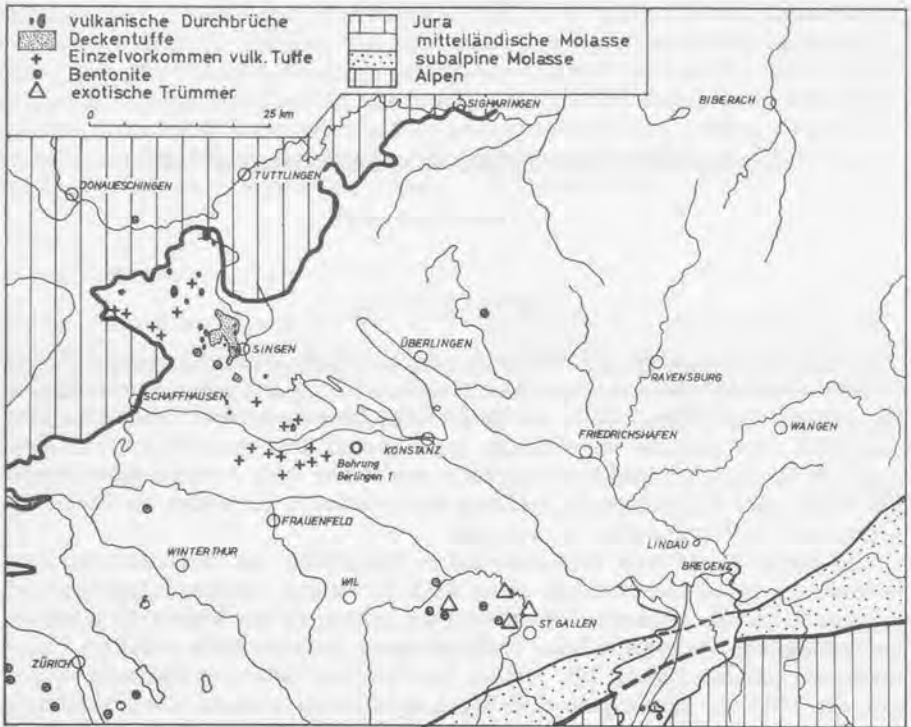 vulkanische Durchbrüche
Deckentuffe
Einzelvorkommen vulk. Tuffe
Bentonite
exotische Trümmer
Jura
mittelländische Molasse
subalpine Molasse
Alpen
0 25 km
SIGMARINGEN
BIBERACH
TUTTLINGEN
DONAUESCHINGEN
SINGEN
ÜBERLINGEN
RAVENSBURG
SCHAFFHAUSEN
WANGEN
FRIEDRICHSHAFEN
KONSTANZ
Bohrung
Berlingen 1
FRAUENFELD
LINDAU
WINTERTHUR
BREGENZ
WIL
ST GALLEN
ZÜRICH